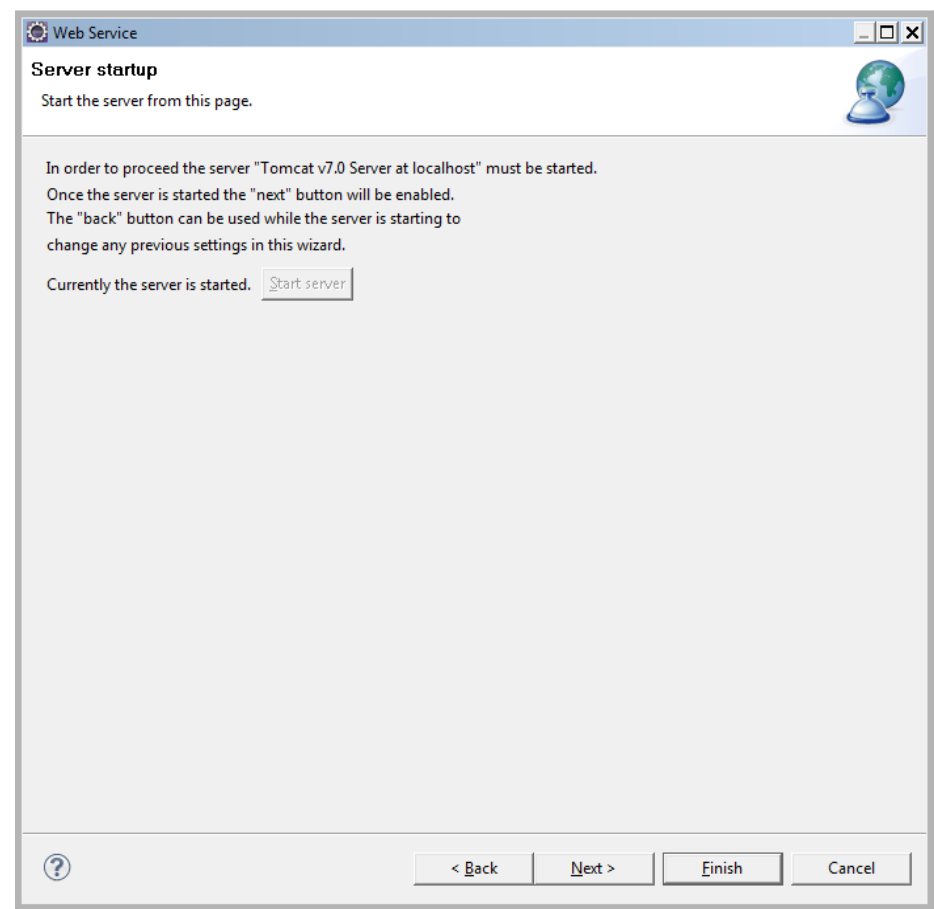 Web Service
Server startup
Start the server from this page.
In order to proceed the server "Tomcat v7.0 Server at localhost" must be started.
Once the server is started the "next" button will be enabled.
The "back" button can be used while the server is starting to
change any previous settings in this wizard.
Currently the server is started. Start server
? < Back Next > Finish Cancel